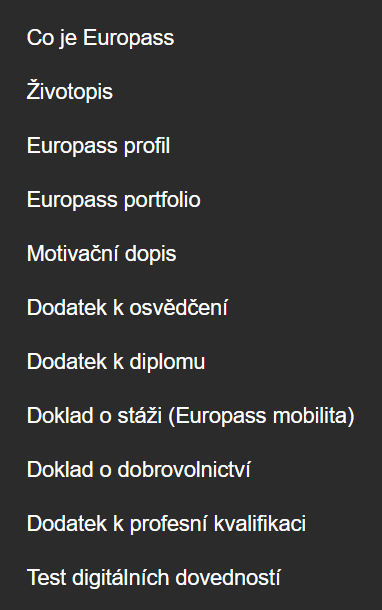 Co je Europass
Životopis
Europass profil
Europass portfolio
Motivační dopis
Dodatek k osvědčení
Dodatek k diplomu
Doklad o stáži (Europass mobilita)
Doklad o dobrovolnictví
Dodatek k profesní kvalifikaci
Test digitálních dovedností